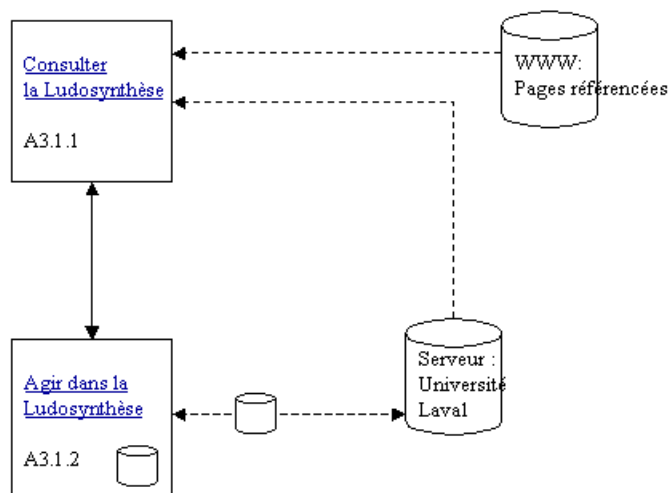 Consulter
la Ludosynthèse
A3.1.1
WWW:
Pages référencées
Agir dans la
Ludosynthèse
A3.1.2
Serveur :
Université
Laval